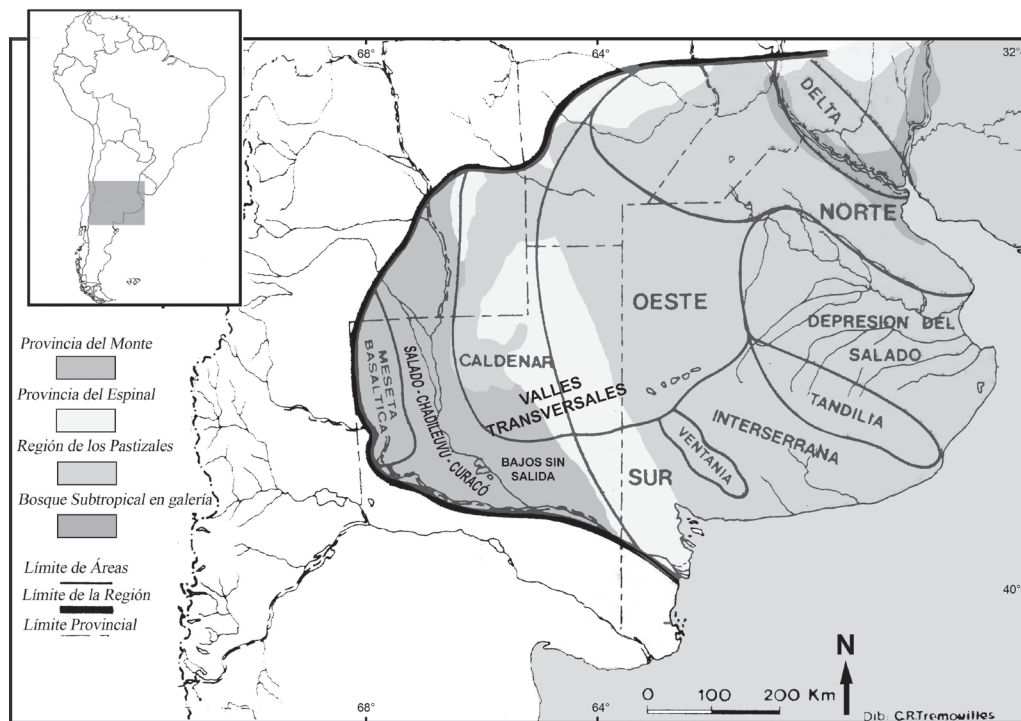 68°
64°
32°
DELTA
NORTE
OESTE
DEPRESION DEL
SALADO
TANDILIA
INTERSERRANA
VENTANIA
SUR
CALDENAR
VALLES
TRANSVERSALES
BAJOS SIN
SALIDA
MESETA
BASALTICA
SALADO-CHADILEUVU-CURACÓ
40°
Provincia del Monte
Provincia del Espinal
Región de los Pastizales
Bosque Subtropical en galería
Límite de Áreas
Límite de la Región
Límite Provincial
N
0 100 200 Km
68°
64°
Dib: C.R.Tremouilles